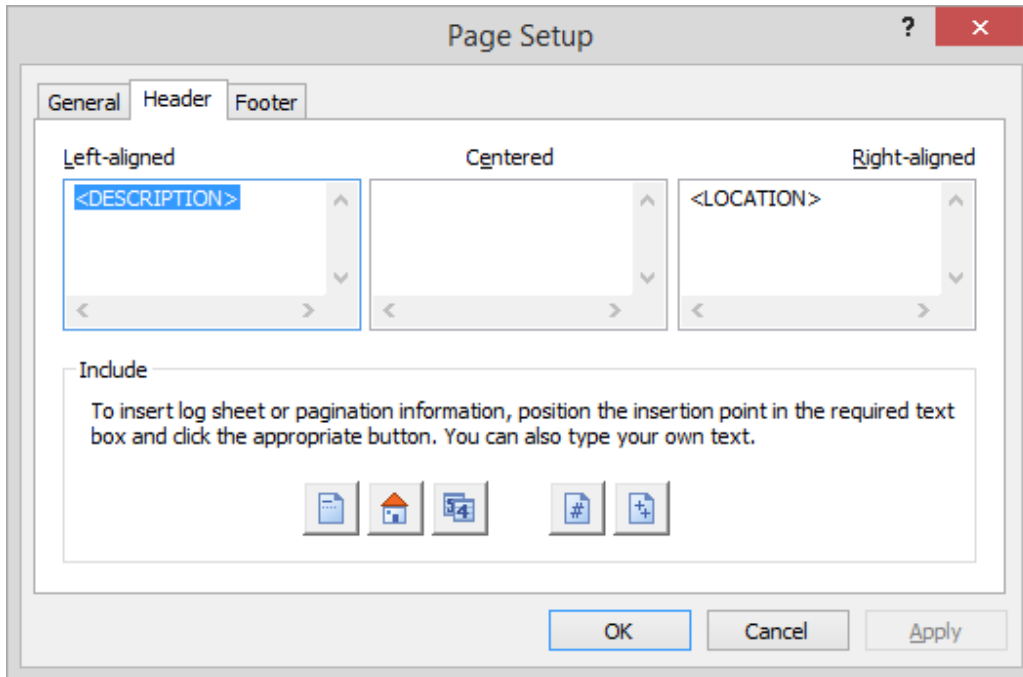 Page Setup
?
General Header Footer
Left-aligned Centered Right-aligned
<DESCRIPTION> <LOCATION>
Include
To insert log sheet or pagination information, position the insertion point in the required text
box and click the appropriate button. You can also type your own text.
54 #
OK Cancel Apply